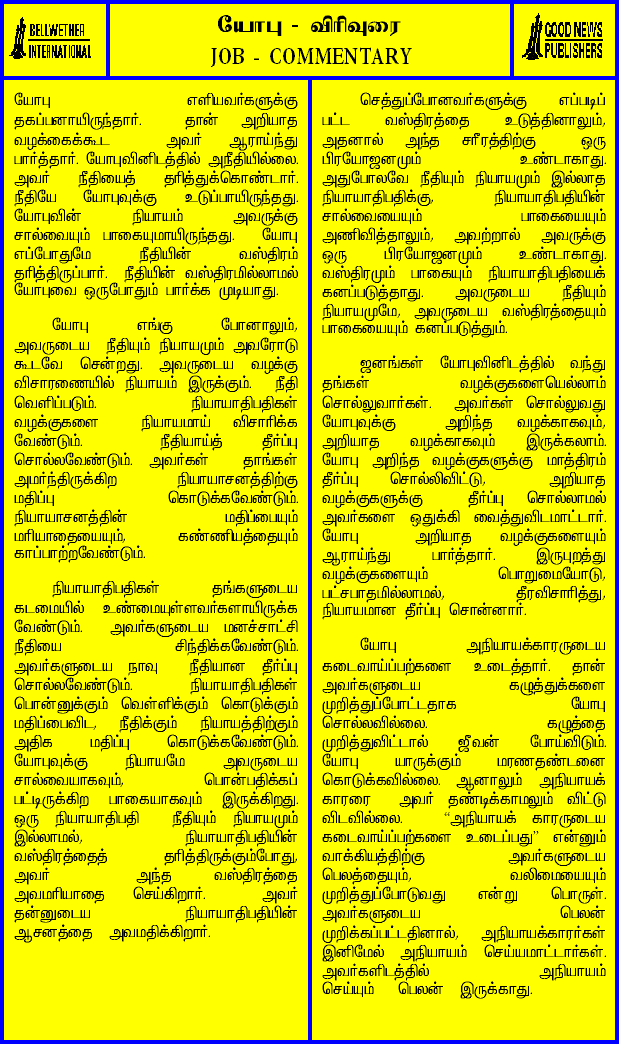 BELLWETHER
INTERNATIONAL
யோபு - விரிவுரை
JOB - COMMENTARY
GOOD NEWS
PUBLISHERS
யோபு எளியவர்களுக்கு
தகப்பனாயிருந்தார். தான் அறியாத
வழக்கைக்கூட அவர் ஆராய்ந்து
பார்த்தார். யோபுவினிடத்தில் அநீதியில்லை.
அவர் நீதியைத் தரித்துக்கொண்டார்.
நீதியே யோபுவுக்கு உடுப்பாயிருந்தது.
யோபுவின் நியாயம் அவருக்கு
சால்வையும் பாகையுமாயிருந்தது. யோபு
எப்போதுமே நீதியின் வஸ்திரம்
தரித்திருப்பார். நீதியின் வஸ்திரமில்லாமல்
யோபுவை ஒருபோதும் பார்க்க முடியாது.
யோபு எங்கு போனாலும்,
அவருடைய நீதியும் நியாயமும் அவரோடு
கூடவே சென்றது. அவருடைய வழக்கு
விசாரணையில் நியாயம் இருக்கும். நீதி
வெளிப்படும். நியாயாதிபதிகள்
வழக்குகளை நியாயமாய் விசாரிக்க
வேண்டும். நீதியாய்த் தீர்ப்பு
சொல்லவேண்டும். அவர்கள் தாங்கள்
அமர்ந்திருக்கிற நியாயாசனத்திற்கு
மதிப்பு கொடுக்கவேண்டும்.
நியாயாசனத்தின் மதிப்பையும்
மரியாதையையும், கண்ணியத்தையும்
காப்பாற்றவேண்டும்.
நியாயாதிபதிகள் தங்களுடைய
கடமையில் உண்மையுள்ளவர்களாயிருக்க
வேண்டும். அவர்களுடைய மனச்சாட்சி
நீதியை சிந்திக்கவேண்டும்.
அவர்களுடைய நாவு நீதியான தீர்ப்பு
சொல்லவேண்டும். நியாயாதிபதிகள்
பொன்னுக்கும் வெள்ளிக்கும் கொடுக்கும்
மதிப்பைவிட, நீதிக்கும் நியாயத்திற்கும்
அதிக மதிப்பு கொடுக்கவேண்டும்.
யோபுவுக்கு நியாயமே அவருடைய
சால்வையாகவும், பொன்பதிக்கப்
பட்டிருக்கிற பாகையாகவும் இருக்கிறது.
ஒரு நியாயாதிபதி நீதியும் நியாயமும்
இல்லாமல், நியாயாதிபதியின்
வஸ்திரத்தைத் தரித்திருக்கும்போது,
அவர் அந்த வஸ்திரத்தை
அவமரியாதை செய்கிறார். அவர்
தன்னுடைய நியாயாதிபதியின்
ஆசனத்தை அவமதிக்கிறார்.
செத்துப்போனவர்களுக்கு எப்படிப்
பட்ட வஸ்திரத்தை உடுத்தினாலும்,
அதனால் அந்த சரீரத்திற்கு ஒரு
பிரயோஜனமும் உண்டாகாது.
அதுபோலவே நீதியும் நியாயமும் இல்லாத
நியாயாதிபதிக்கு, நியாயாதிபதியின்
சால்வையையும் பாகையையும்
அணிவித்தாலும், அவற்றால் அவருக்கு
ஒரு பிரயோஜனமும் உண்டாகாது.
வஸ்திரமும் பாகையும் நியாயாதிபதியைக்
கனப்படுத்தாது. அவருடைய நீதியும்
நியாயமுமே, அவருடைய வஸ்திரத்தையும்
பாகையையும் கனப்படுத்தும்.
ஜனங்கள் யோபுவினிடத்தில் வந்து
தங்கள் வழக்குகளையெல்லாம்
சொல்லுவார்கள். அவர்கள் சொல்லுவது
யோபுவுக்கு அறிந்த வழக்காகவும்,
அறியாத வழக்காகவும் இருக்கலாம்.
யோபு அறிந்த வழக்குகளுக்கு மாத்திரம்
தீர்ப்பு சொல்லிவிட்டு, அறியாத
வழக்குகளுக்கு தீர்ப்பு சொல்லாமல்
அவர்களை ஒதுக்கி வைத்துவிடமாட்டார்.
யோபு அறியாத வழக்குகளையும்
ஆராய்ந்து பார்த்தார். இருபுறத்து
வழக்குகளையும் பொறுமையோடு,
பட்சபாதமில்லாமல், தீரவிசாரித்து,
நியாயமான தீர்ப்பு சொன்னார்.
யோபு அநியாயக்காரருடைய
கடைவாய்ப்பற்களை உடைத்தார். தான்
அவர்களுடைய கழுத்துக்களை
முறித்துப்போட்டதாக யோபு
சொல்லவில்லை. கழுத்தை
முறித்துவிட்டால் ஜீவன் போய்விடும்.
யோபு யாருக்கும் மரணதண்டனை
கொடுக்கவில்லை. ஆனாலும் அநியாயக்
காரரை அவர் தண்டிக்காமலும் விட்டு
விடவில்லை. “அநியாயக் காரருடைய
கடைவாய்ப்பற்களை உடைப்பது” என்னும்
வாக்கியத்திற்கு அவர்களுடைய
பெலத்தையும், வலிமையையும்
முறித்துப்போடுவது என்று பொருள்.
அவர்களுடைய பெலன்
முறிக்கப்பட்டதினால், அநியாயக்காரர்கள்
இனிமேல் அநியாயம் செய்யமாட்டார்கள்.
அவர்களிடத்தில் அநியாயம்
செய்யும் பெலன் இருக்காது.